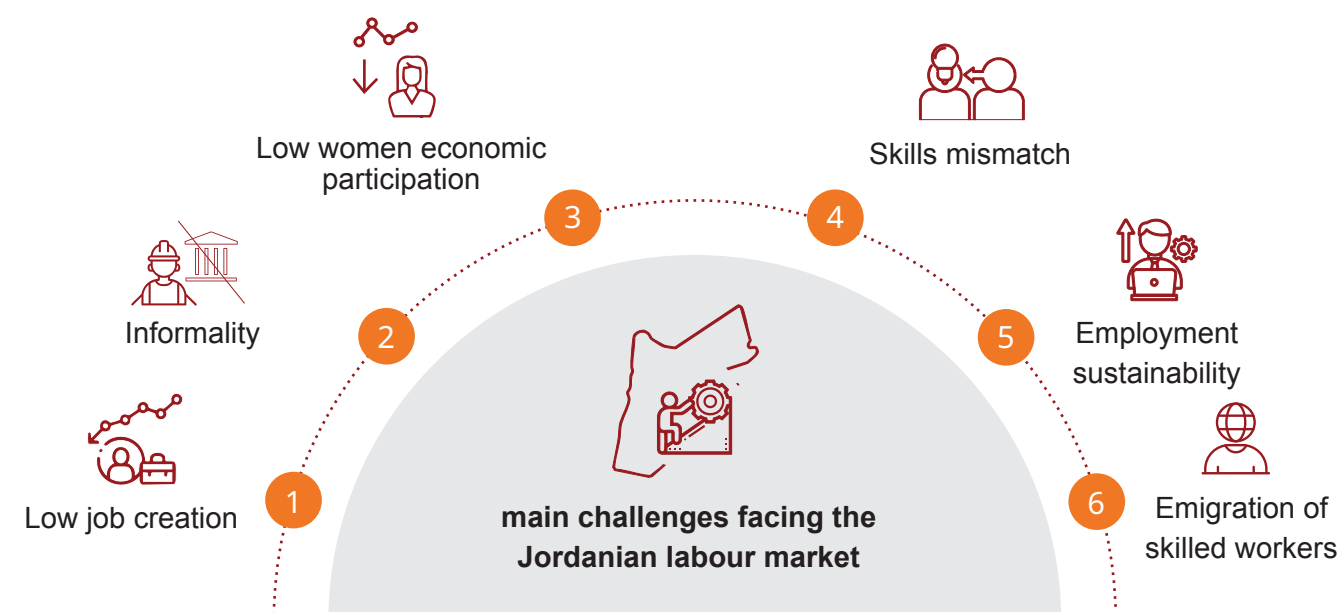 main challenges facing the
Jordanian labour market
1
Low job creation
2
Informality
3
Low women economic
participation
4
Skills mismatch
5
Employment
sustainability
6
Emigration of
skilled workers